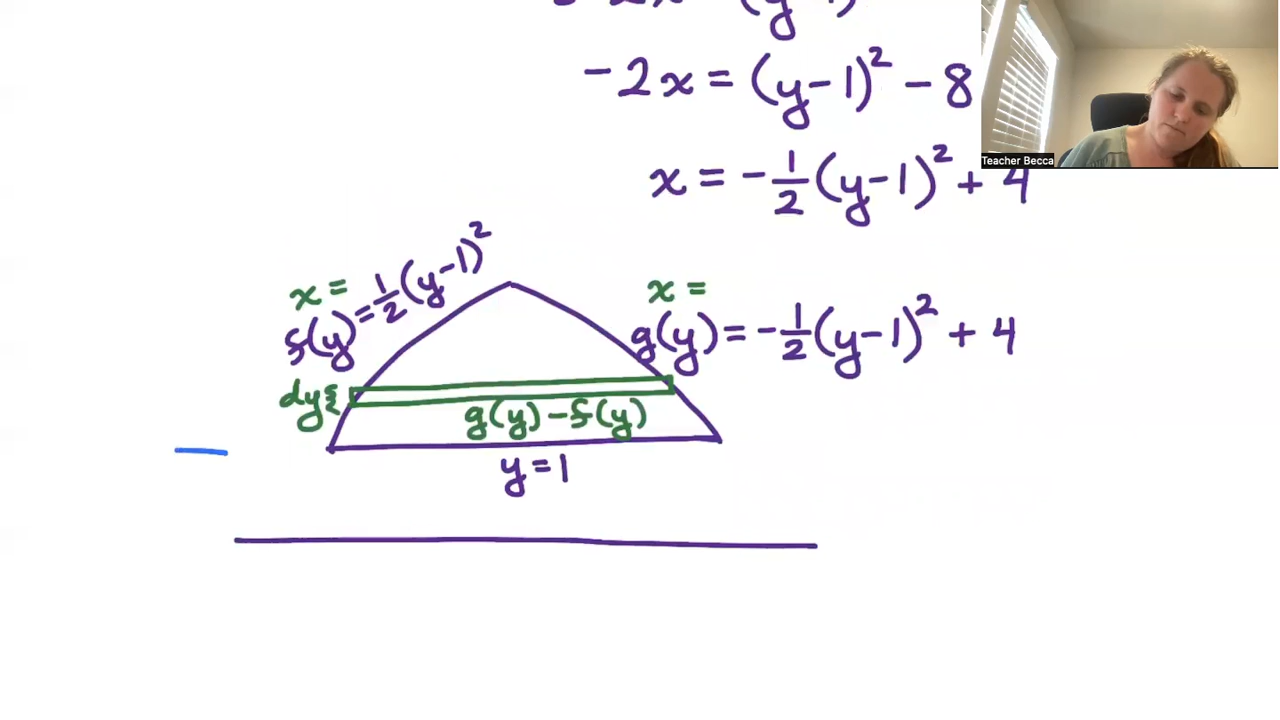 -2x = (y-1)² - 8
Teacher Becca
x = -1/2(y-1)² + 4
x =
f(y) = 1/2(y-1)²
x =
g(y) = -1/2(y-1)² + 4
dy{
g(y) - f(y)
y = 1